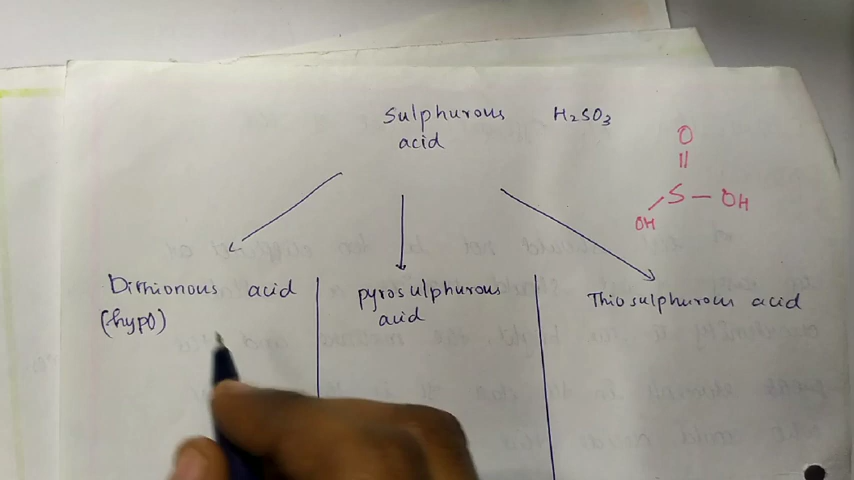 Sulphurous H₂SO₃
acid
O
||
S — OH
OH
Dithionous acid
(hypo)
pyrosulphurous
acid
Thiosulphurous acid